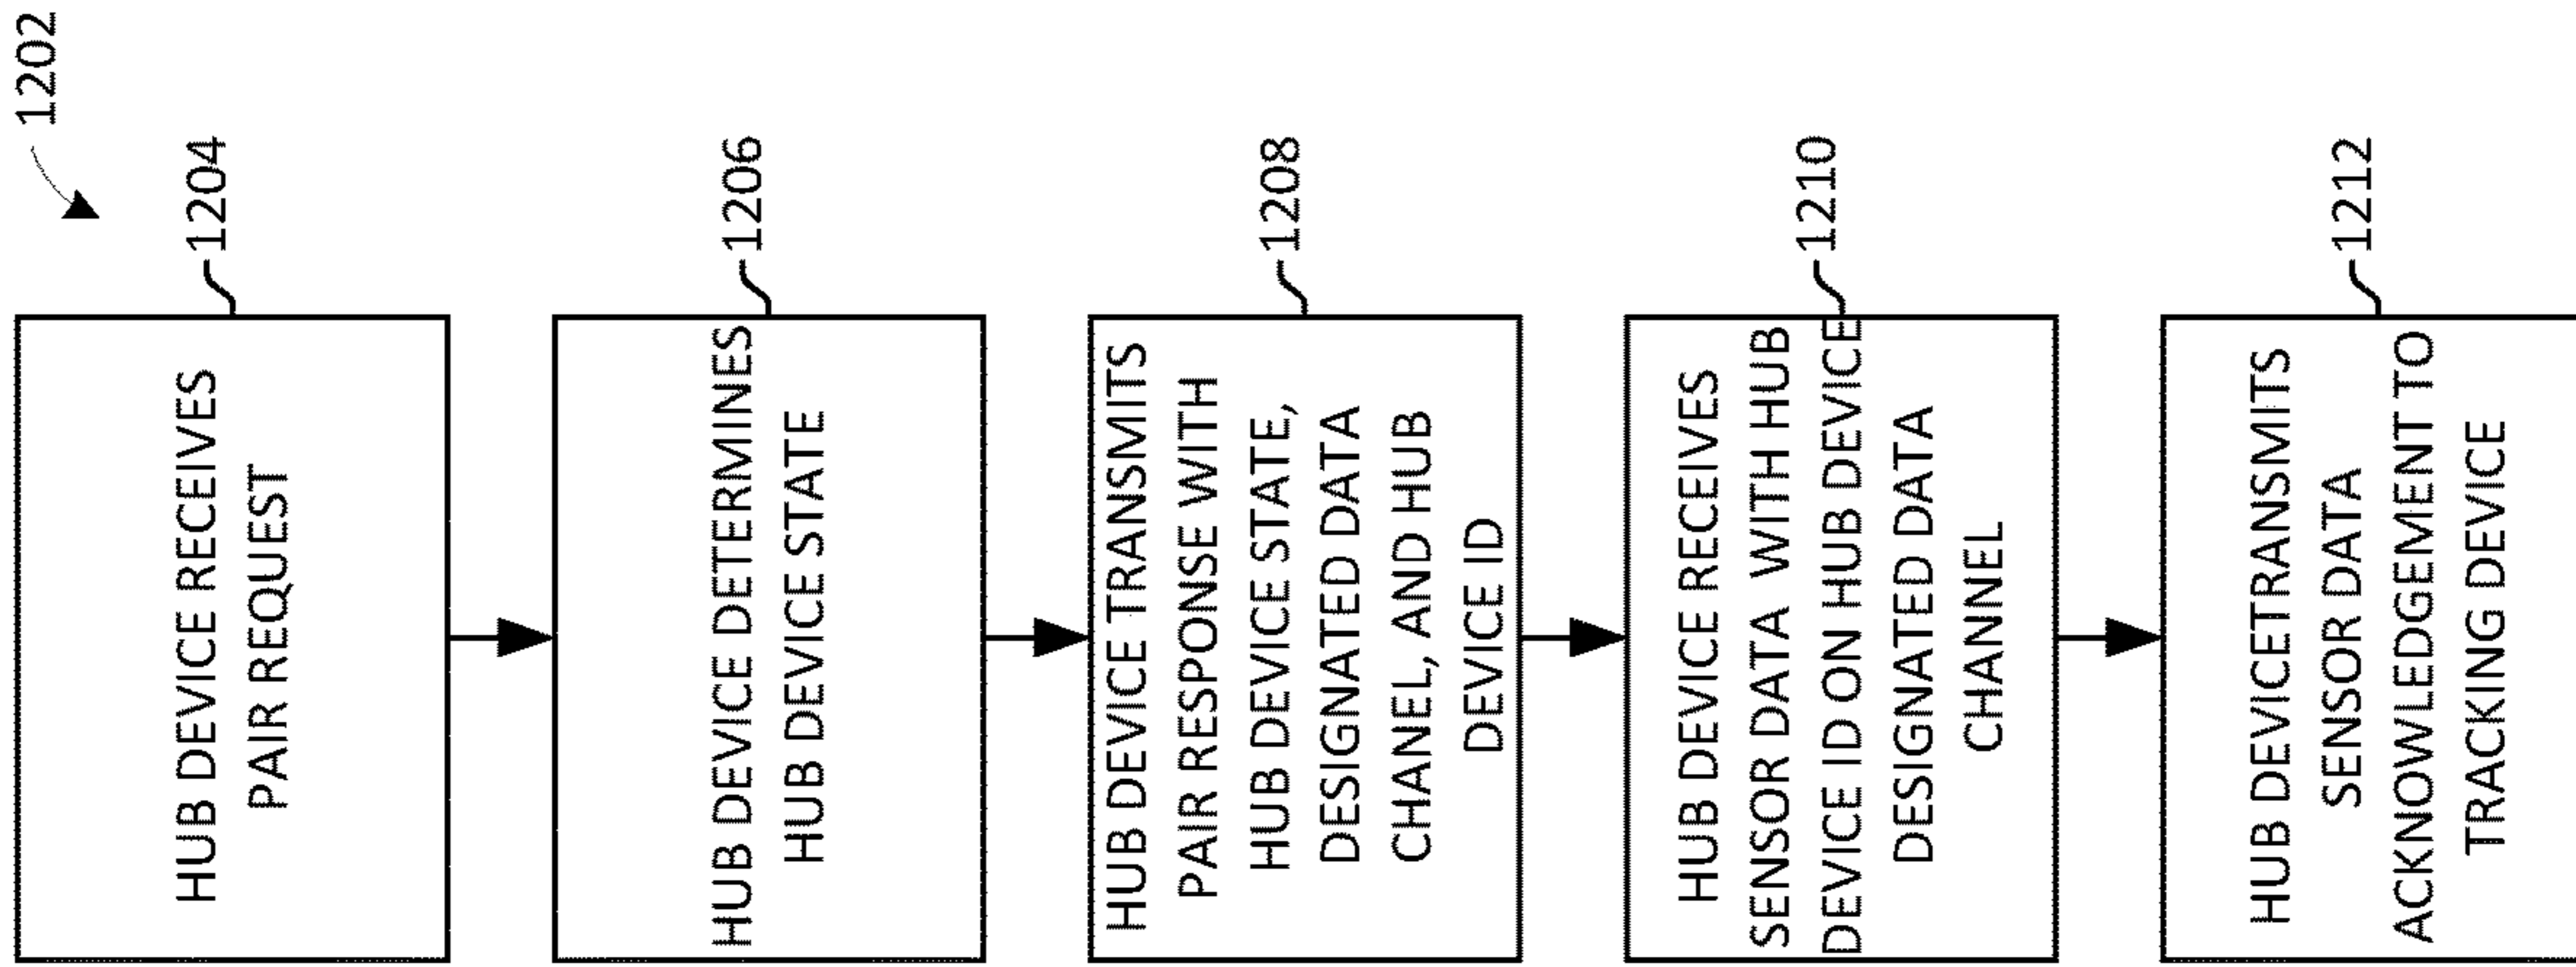 1202
HUB DEVICE RECEIVES
PAIR REQUEST
1204
HUB DEVICE DETERMINES
HUB DEVICE STATE
1206
HUB DEVICE TRANSMITS
PAIR RESPONSE WITH
HUB DEVICE STATE,
DESIGNATED DATA
CHANNEL, AND HUB
DEVICE ID
1208
HUB DEVICE RECEIVES
SENSOR DATA WITH HUB
DEVICE ID ON HUB DEVICE
DESIGNATED DATA
CHANNEL
1210
HUB DEVICETRANSMITS
SENSOR DATA
ACKNOWLEDGEMENT TO
TRACKING DEVICE
1212